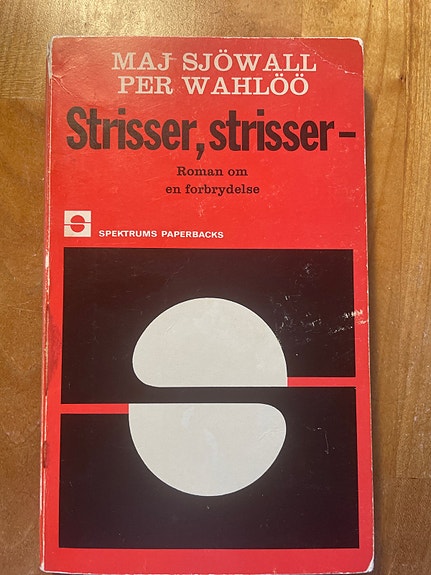 MAJ SJÖWALL
PER WAHLÖÖ
Strisser, strisser–
Roman om
en forbrydelse
SPEKTRUMS PAPERBACKS